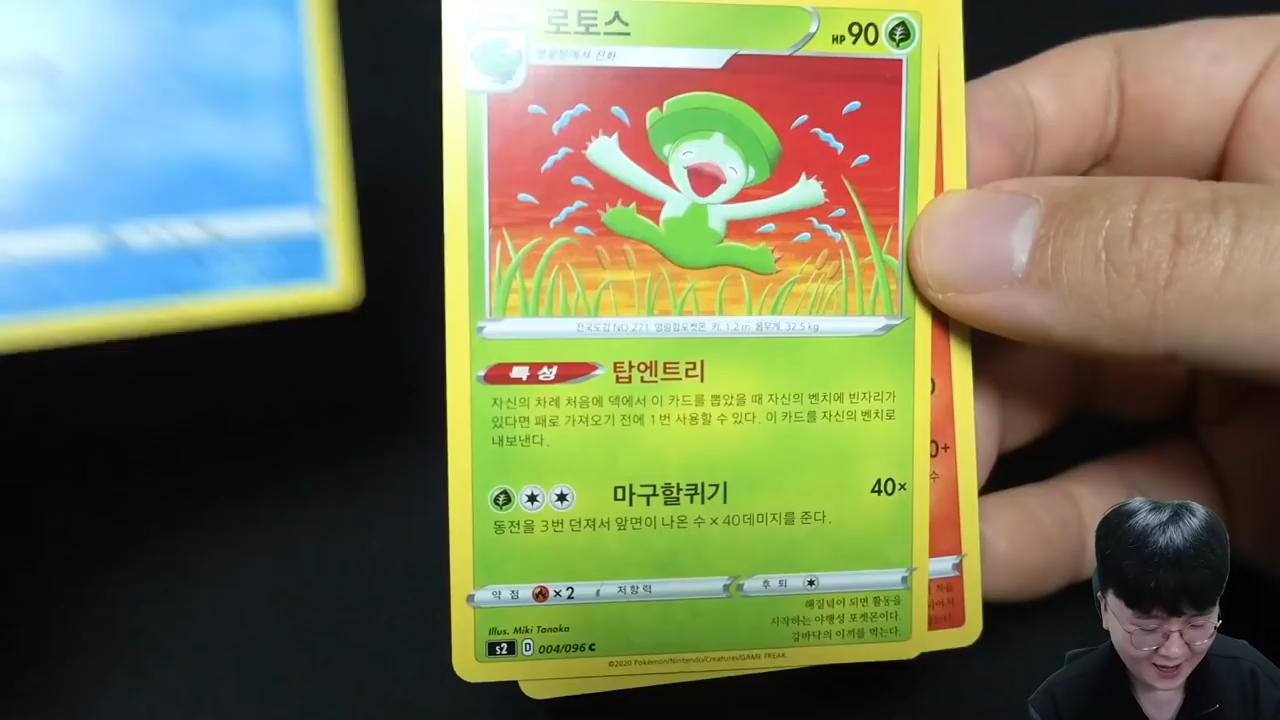 로토스
HP 90
연꽃몬에서 진화
전국도감 NO.271 명랑함포켓몬 키 1.2 m 몸무게 32.5 kg
특성 탑엔트리
자신의 차례 처음에 덱에서 이 카드를 뽑았을 때 자신의 벤치에 빈자리가
있다면 패로 가져오기 전에 1번 사용할 수 있다. 이 카드를 자신의 벤치로
내보낸다.
마구할퀴기 40×
동전을 3번 던져서 앞면이 나온 수 × 40데미지를 준다.
약점 ×2 저항력 후퇴
해질녘이 되면 활동을
시작하는 야행성 포켓몬이다.
강바닥의 이끼를 먹는다.
Illus. Miki Tanaka
s2 D 004/096 C
©2020 Pokémon/Nintendo/Creatures/GAME FREAK.